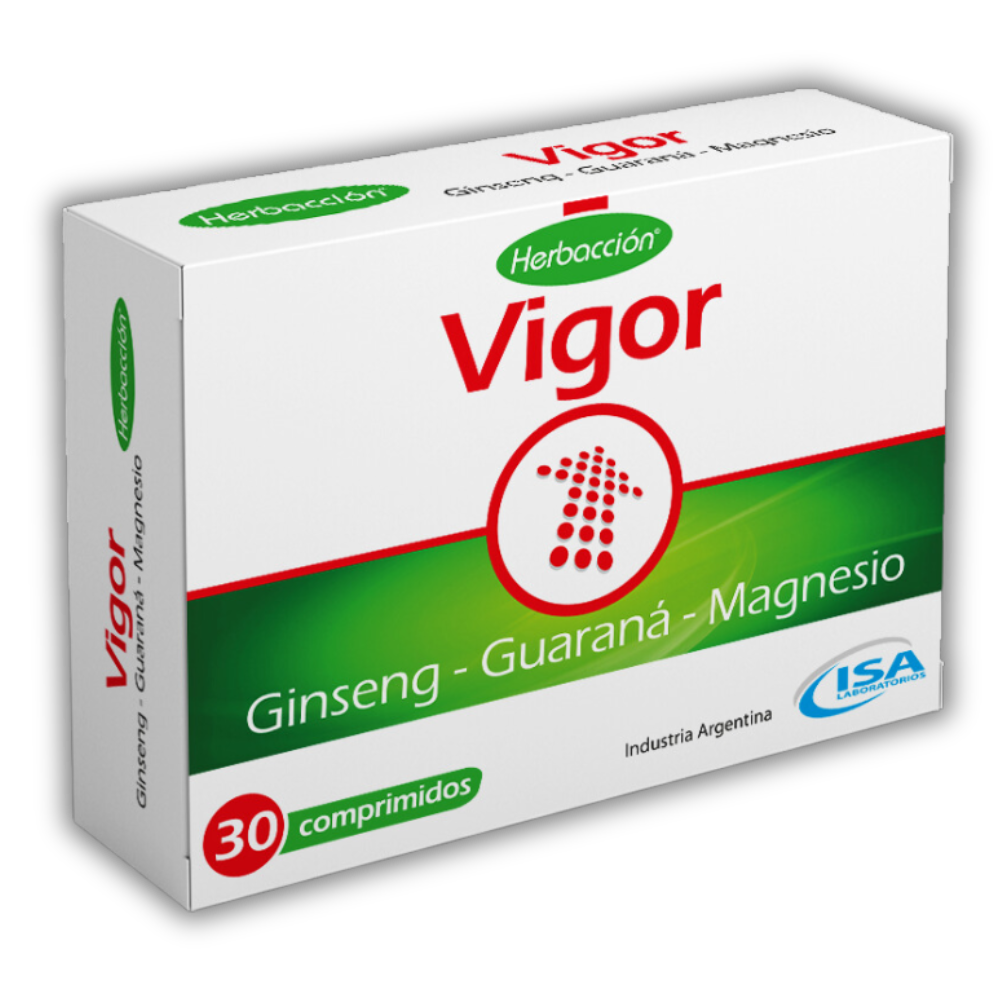 Herbacción®
Vigor
Ginseng - Guaraná - Magnesio
Herbacción®
Vigor
Ginseng - Guaraná - Magnesio
Herbacción®
Vigor
Ginseng - Guaraná - Magnesio
ISA
LABORATORIOS
Industria Argentina
30 comprimidos